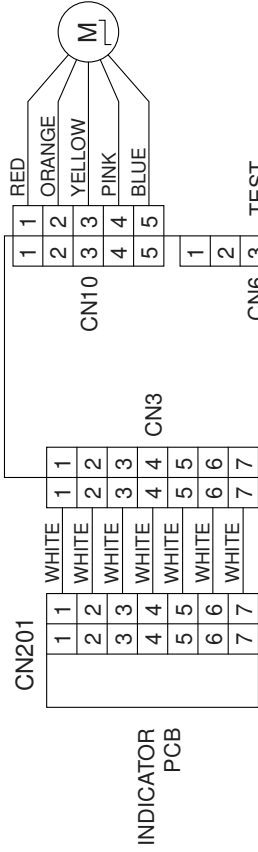 M
RED
ORANGE
YELLOW
PINK
BLUE
1 1
2 2
3 3
4 4
5 5
CN10
TEST
1
2
3
CN6
CN3
1 1
2 2
3 3
4 4
5 5
6 6
7 7
WHITE
WHITE
WHITE
WHITE
WHITE
WHITE
WHITE
CN201
1 1
2 2
3 3
4 4
5 5
6 6
7 7
INDICATOR
PCB